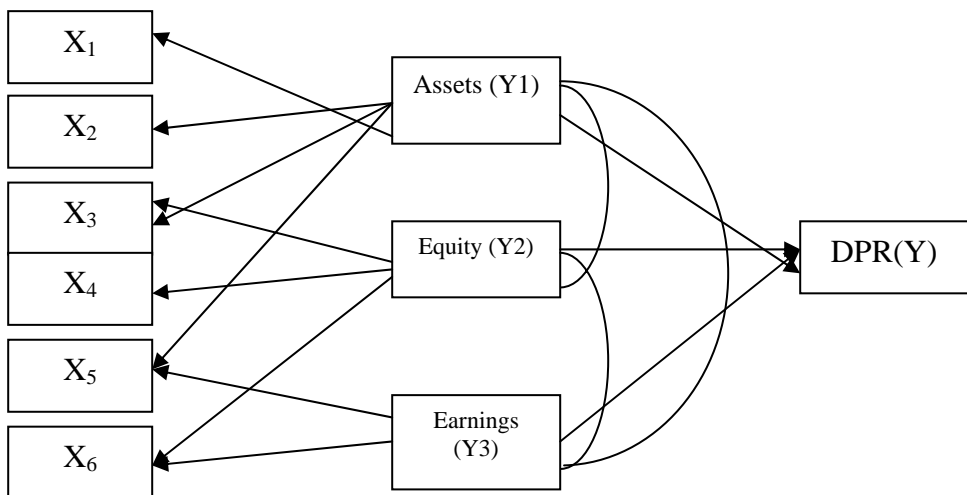 X₁
X₂
X₃
X₄
X₅
X₆
Assets (Y1)
Equity (Y2)
Earnings
(Y3)
DPR(Y)